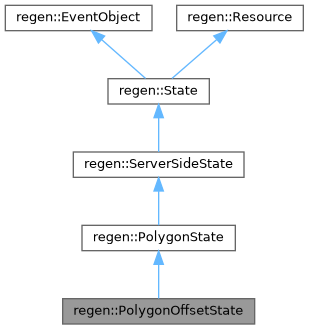 regen::EventObject
regen::Resource
regen::State
regen::ServerSideState
regen::PolygonState
regen::PolygonOffsetState